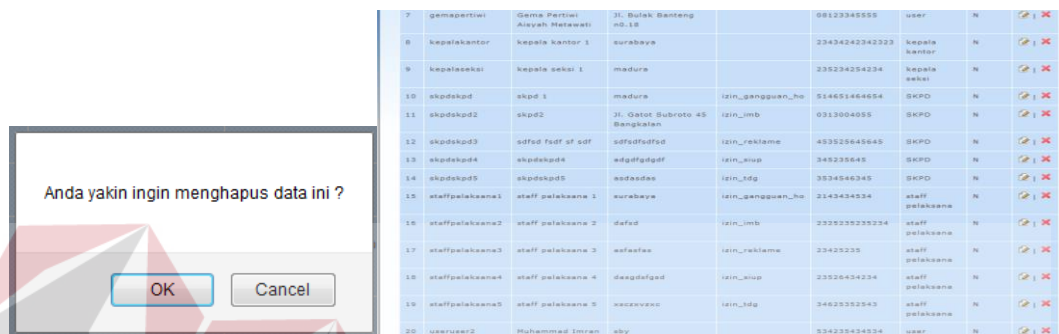 Anda yakin ingin menghapus data ini ?
OK
Cancel
7 gemapertiwi Gema Pertiwi Aisyah Metawati Jl. Bulak Banteng n0.18 08123345555 user N
8 kepalakantor kepala kantor 1 surabaya 23434242342323 kepala kantor N
9 kepalaseksi kepala seksi 1 madura 235234254234 kepala seksi N
10 skpdskpd skpd 1 madura izin_gangguan_ho 514651464654 SKPD N
11 skpdskpd2 skpd2 Jl. Gatot Subroto 45 Bangkalan izin_imb 0313004055 SKPD N
12 skpdskpd3 sdfsd fsdf sf sdf sdfsdfsdfsd izin_reklame 453525645645 SKPD N
13 skpdskpd4 skpdskpd4 adgdfgdgdf izin_siup 345235645 SKPD N
14 skpdskpd5 skpdskpd5 asdasdas izin_tdg 3534546345 SKPD N
15 staffpelaksana1 staff pelaksana 1 surabaya izin_gangguan_ho 2143434534 staff pelaksana N
16 staffpelaksana2 staff pelaksana 2 dafsd izin_imb 2325235235234 staff pelaksana N
17 staffpelaksana3 staff pelaksana 3 asfasfas izin_reklame 23425235 staff pelaksana N
18 staffpelaksana4 staff pelaksana 4 dasgdsfgsd izin_siup 23526434234 staff pelaksana N
19 staffpelaksana5 staff pelaksana 5 izin_tdg 34625352543 staff pelaksana N
20 useruser2 Muhammad Imran sby 534235434534 user N